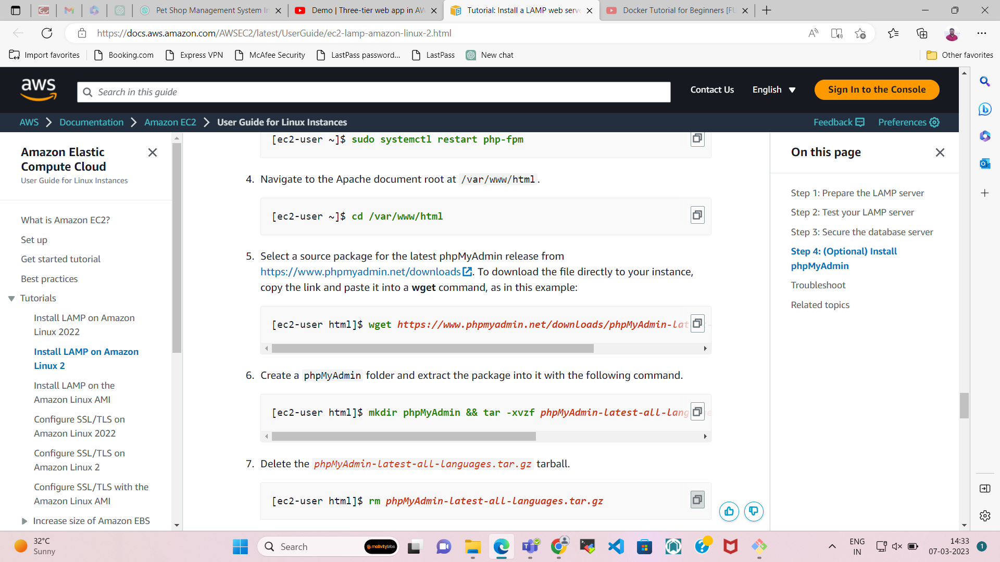 Pet Shop Management System In
Demo | Three-tier web app in AW
Tutorial: Install a LAMP web serve
Docker Tutorial for Beginners [FU
https://docs.aws.amazon.com/AWSEC2/latest/UserGuide/ec2-lamp-amazon-linux-2.html
Import favorites
Booking.com
Express VPN
McAfee Security
LastPass password...
LastPass
New chat
Other favorites
aws
Search in this guide
Contact Us
English
Sign In to the Console
AWS
Documentation
Amazon EC2
User Guide for Linux Instances
Feedback
Preferences
Amazon Elastic
Compute Cloud
User Guide for Linux Instances
What is Amazon EC2?
Set up
Get started tutorial
Best practices
Tutorials
Install LAMP on Amazon
Linux 2022
Install LAMP on Amazon
Linux 2
Install LAMP on the
Amazon Linux AMI
Configure SSL/TLS on
Amazon Linux 2022
Configure SSL/TLS on
Amazon Linux 2
Configure SSL/TLS with the
Amazon Linux AMI
Increase size of Amazon EBS
[ec2-user ~]$ sudo systemctl restart php-fpm
4. Navigate to the Apache document root at /var/www/html.
[ec2-user ~]$ cd /var/www/html
5. Select a source package for the latest phpMyAdmin release from
https://www.phpmyadmin.net/downloads. To download the file directly to your instance,
copy the link and paste it into a wget command, as in this example:
[ec2-user html]$ wget https://www.phpmyadmin.net/downloads/phpMyAdmin-lat
6. Create a phpMyAdmin folder and extract the package into it with the following command.
[ec2-user html]$ mkdir phpMyAdmin && tar -xvzf phpMyAdmin-latest-all-lang
7. Delete the phpMyAdmin-latest-all-languages.tar.gz tarball.
[ec2-user html]$ rm phpMyAdmin-latest-all-languages.tar.gz
On this page
Step 1: Prepare the LAMP server
Step 2: Test your LAMP server
Step 3: Secure the database server
Step 4: (Optional) Install
phpMyAdmin
Troubleshoot
Related topics
32°C
Sunny
Search
motivitylabs
ENG
IN
14:33
07-03-2023
1